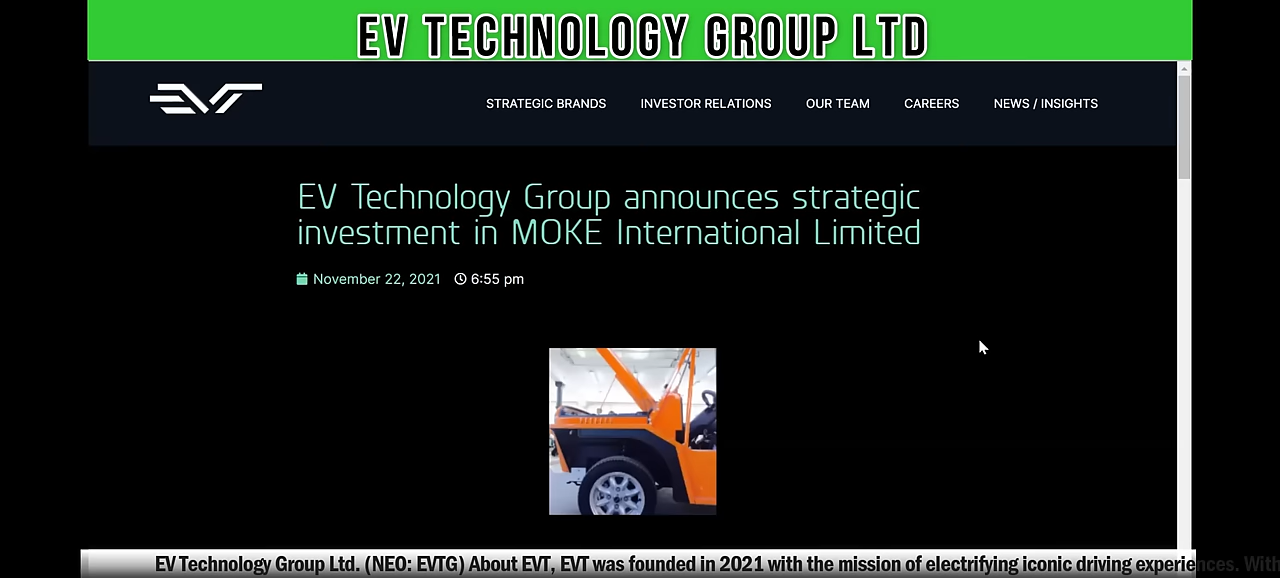 EV TECHNOLOGY GROUP LTD
EVT
STRATEGIC BRANDS INVESTOR RELATIONS OUR TEAM CAREERS NEWS / INSIGHTS
EV Technology Group announces strategic
investment in MOKE International Limited
November 22, 2021 6:55 pm
EV Technology Group Ltd. (NEO: EVTG) About EVT, EVT was founded in 2021 with the mission of electrifying iconic driving experiences. With